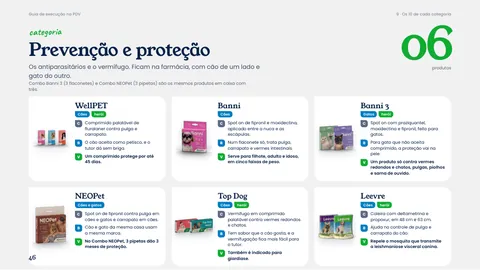 Guia de execução no PDV
9 · Os 13 de cada categoria
categoria
Prevenção e proteção
Os antiparasitários e o vermífugo. Ficam na farmácia, com cão de um lado e
gato do outro.
Combo Banni 3 (3 flaconetes) e Combo NEOPet (3 pipetas) são os mesmos produtos em caixa com
três.
06
produtos
WellPET
Cães herói
C Comprimido palatável de
fluralaner contra pulga e
carrapato.
B O cão aceita como petisco, e o
tutor dá sem briga.
V Um comprimido protege por até
45 dias.
Banni
Cães herói
C Spot on de fipronil e moxidectina,
aplicado entre a nuca e as
escápulas.
B Num flaconete só, trata pulga,
carrapato e vermes intestinais.
V Serve para filhote, adulto e idoso,
em cinco faixas de peso.
Banni 3
Gatos herói
C Spot on com praziquantel,
moxidectina e fipronil, feito para
gatos.
B Para gato que não aceita
comprimido, a proteção vai na
pele.
V Um produto só contra vermes
redondos e chatos, pulgas, piolhos
e sarna de ouvido.
NEOPet
Cães e gatos
C Spot on de fipronil contra pulga em
cães e gatos e carrapato em cães.
B Cão e gato da mesma casa usam
a mesma marca.
V No Combo NEOPet, 3 pipetas dão 3
meses de proteção.
Top Dog
Cães herói
C Vermífugo em comprimido
palatável contra vermes redondos
e chatos.
B Tem sabor que o cão gosta, e a
vermifugação fica mais fácil para
o tutor.
V Também é indicado para
giardíase.
Leevre
Cães herói
C Coleira com deltametrina e
propoxur, em 48 cm e 63 cm.
B Ajuda no controle de pulga e
carrapato do cão.
V Repele o mosquito que transmite
a leishmaniose visceral canina.
46